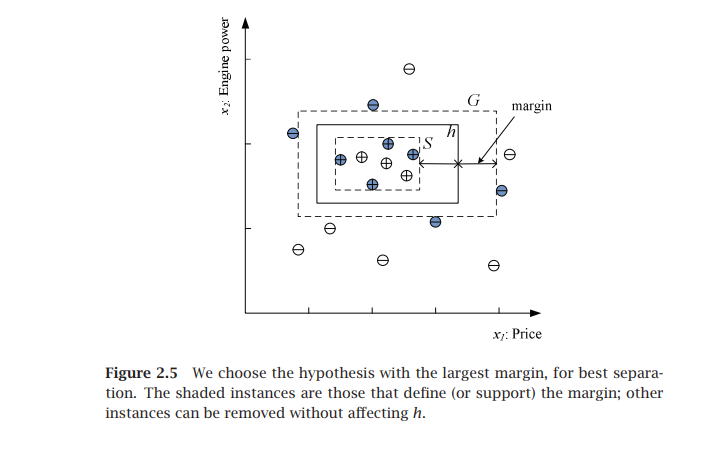 x₂: Engine power
G
margin
h
S
x₁: Price
Figure 2.5 We choose the hypothesis with the largest margin, for best separa-
tion. The shaded instances are those that define (or support) the margin; other
instances can be removed without affecting h.